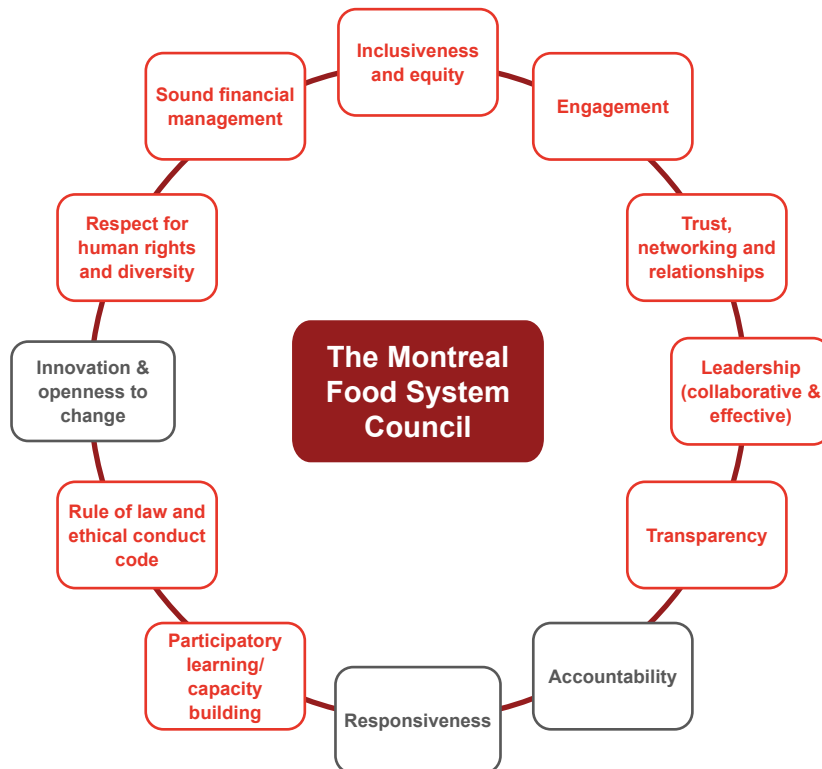 Inclusiveness
and equity
Engagement
Trust,
networking and
relationships
Leadership
(collaborative &
effective)
Transparency
Accountability
Responsiveness
Participatory
learning/
capacity
building
Rule of law and
ethical conduct
code
Innovation &
openness to
change
Respect for
human rights
and diversity
Sound financial
management
The Montreal
Food System
Council